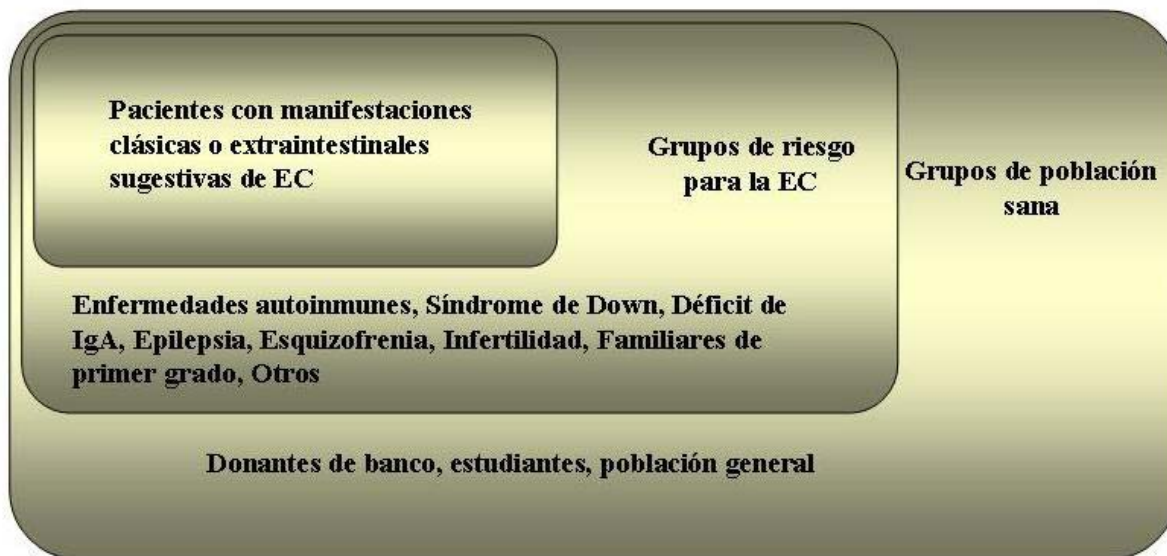 Pacientes con manifestaciones
clásicas o extraintestinales
sugestivas de EC
Grupos de riesgo
para la EC
Grupos de población
sana
Enfermedades autoinmunes, Síndrome de Down, Déficit de
IgA, Epilepsia, Esquizofrenia, Infertilidad, Familiares de
primer grado, Otros
Donantes de banco, estudiantes, población general